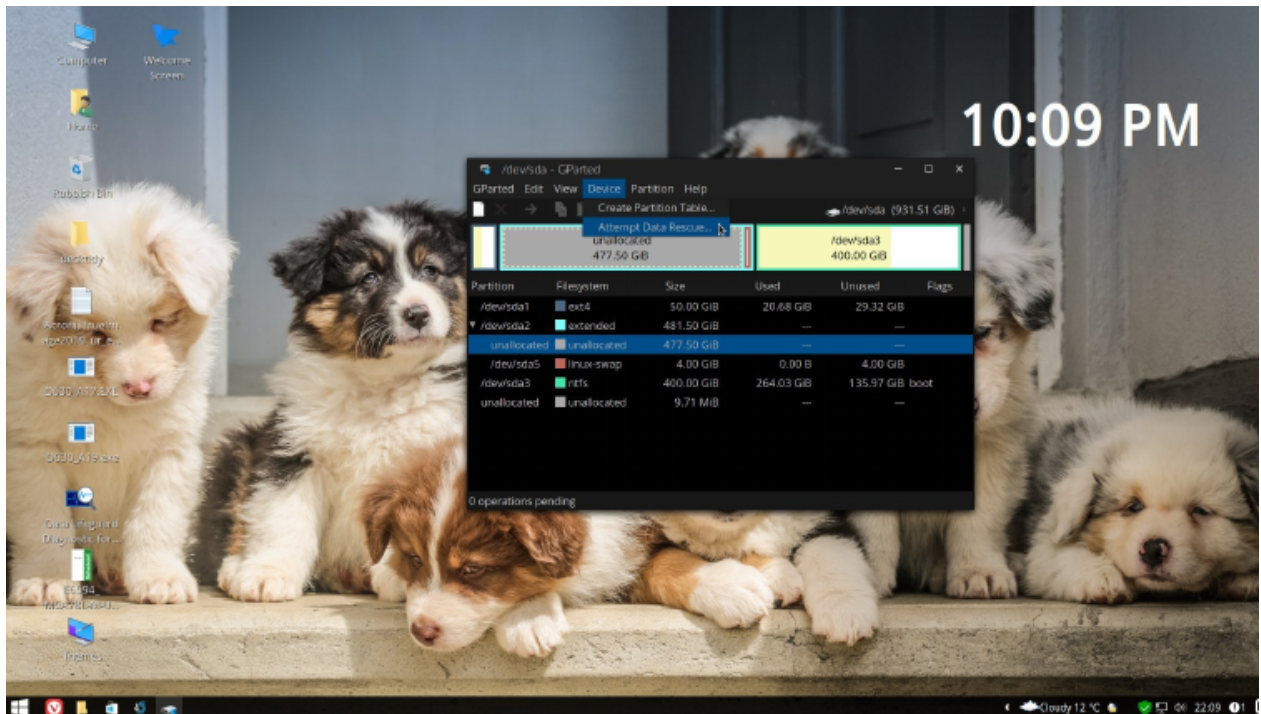 Computer
Welcome
Screen
Home
Rubbish Bin
10:09 PM
/dev/sda - GParted
GParted Edit View Device Partition Help
Create Partition Table...
/dev/sda (931.51 GiB)
Attempt Data Rescue...
unallocated
477.50 GiB
/dev/sda3
400.00 GiB
Partition Filesystem Size Used Unused Flags
/dev/sda1 ext4 50.00 GiB 20.68 GiB 29.32 GiB
/dev/sda2 extended 481.50 GiB --- ---
unallocated unallocated 477.50 GiB --- ---
/dev/sda5 linux-swap 4.00 GiB 0.00 B 4.00 GiB
/dev/sda3 ntfs 400.00 GiB 264.03 GiB 135.97 GiB boot
unallocated unallocated 9.71 MiB --- ---
0 operations pending
Diagnostic for...
Themes
Cloudy 12 °C 22:09 1